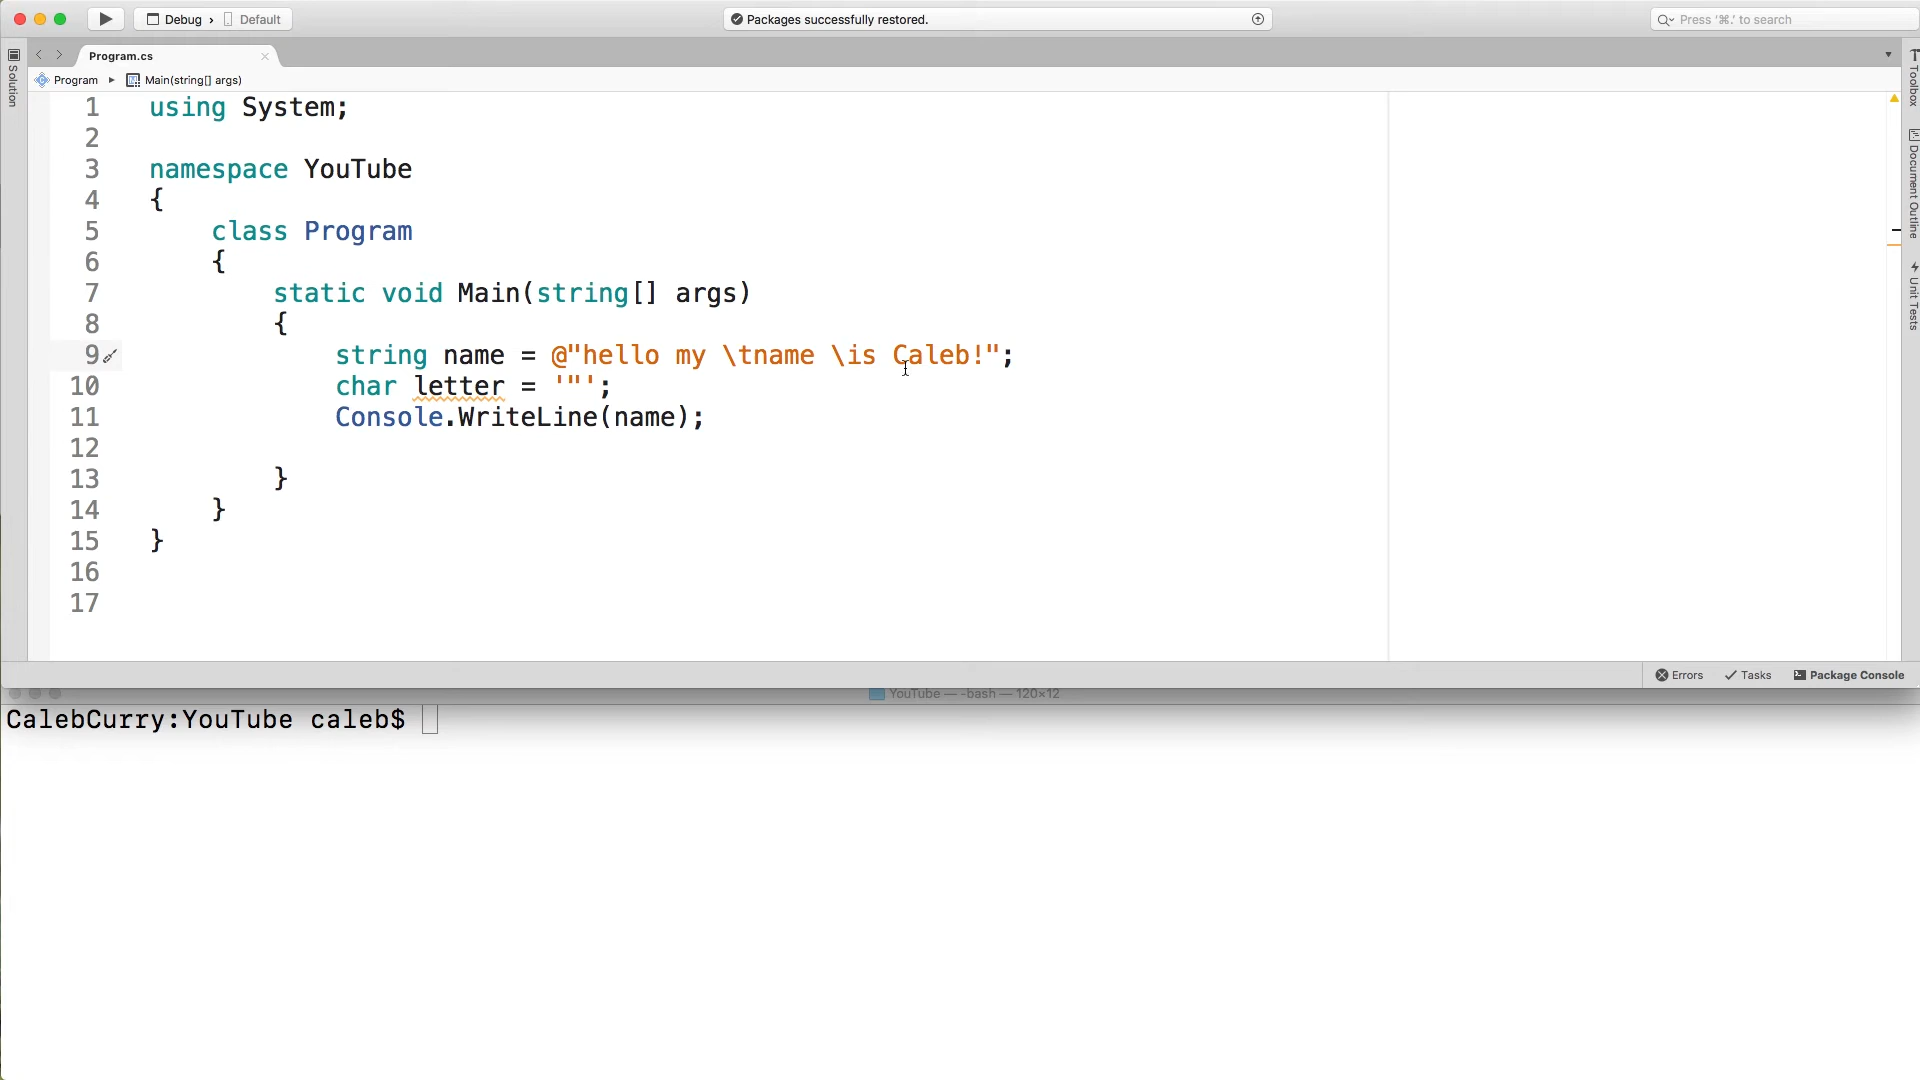 Debug › Default
Packages successfully restored.
Press '⌘.' to search
Program.cs
Program ▸ Main(string[] args)
Solution
Toolbox
Document Outline
Unit Tests
1 using System;
2
3 namespace YouTube
4 {
5 class Program
6 {
7 static void Main(string[] args)
8 {
9 string name = @"hello my \tname \is Caleb!";
10 char letter = '"';
11 Console.WriteLine(name);
12
13 }
14 }
15 }
16
17
Errors Tasks Package Console
YouTube — -bash — 120×12
CalebCurry:YouTube caleb$